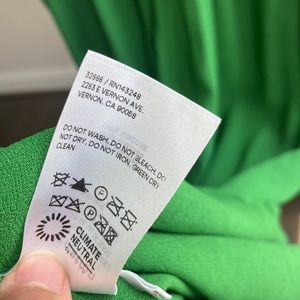 32666 / RN143248
2263 E VERNON AVE.
VERNON, CA 90058
DO NOT WASH, DO NOT BLEACH, DO
NOT DRY, DO NOT IRON, GREEN DRY
CLEAN
CLIMATE
NEUTRAL